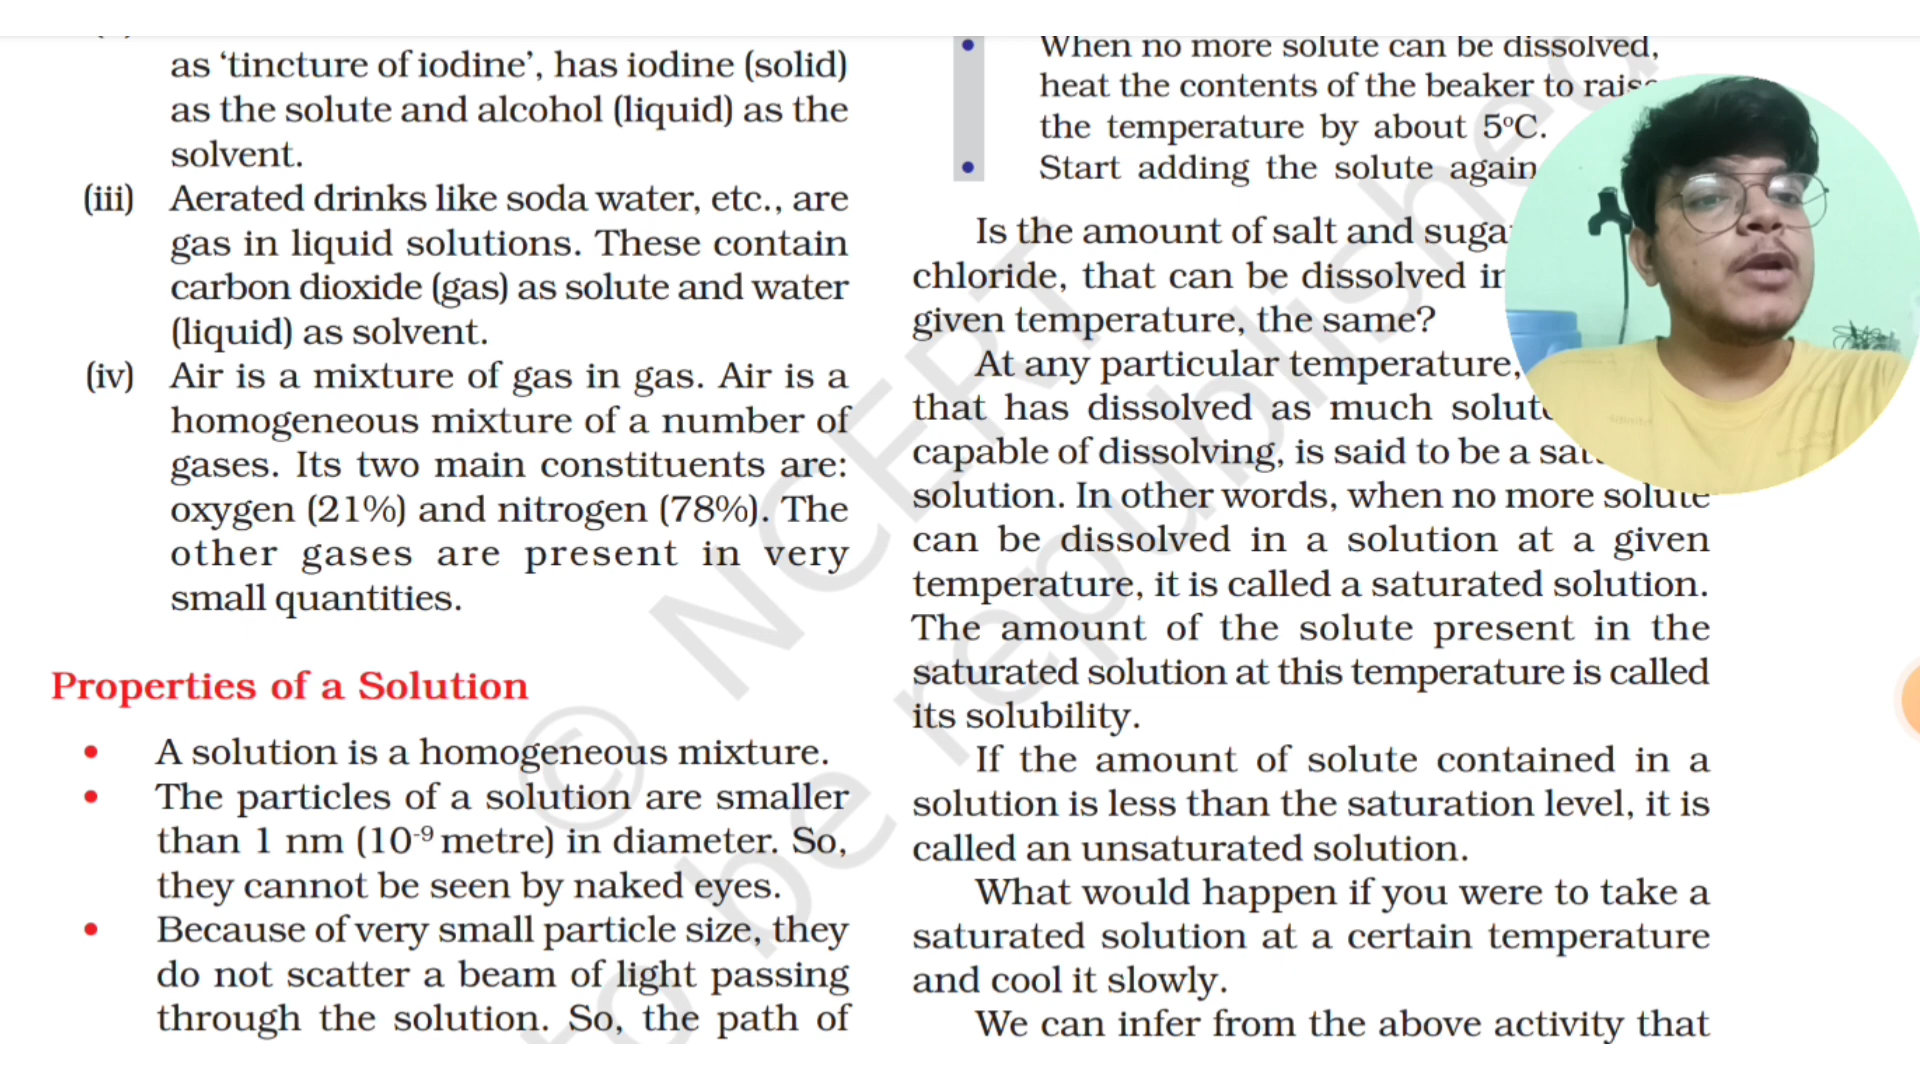 as ‘tincture of iodine’, has iodine (solid)
as the solute and alcohol (liquid) as the
solvent.
(iii) Aerated drinks like soda water, etc., are
gas in liquid solutions. These contain
carbon dioxide (gas) as solute and water
(liquid) as solvent.
(iv) Air is a mixture of gas in gas. Air is a
homogeneous mixture of a number of
gases. Its two main constituents are:
oxygen (21%) and nitrogen (78%). The
other gases are present in very
small quantities.
Properties of a Solution
• A solution is a homogeneous mixture.
• The particles of a solution are smaller
than 1 nm (10⁻⁹ metre) in diameter. So,
they cannot be seen by naked eyes.
• Because of very small particle size, they
do not scatter a beam of light passing
through the solution. So, the path of
• When no more solute can be dissolved,
heat the contents of the beaker to
the temperature by about 5°C.
• Start adding the solute again
Is the amount of salt and
chloride, that can be dissolved
given temperature, the same?
At any particular temperature,
that has dissolved as much
capable of dissolving, is said to be a
solution. In other words, when no more solute
can be dissolved in a solution at a given
temperature, it is called a saturated solution.
The amount of the solute present in the
saturated solution at this temperature is called
its solubility.
If the amount of solute contained in a
solution is less than the saturation level, it is
called an unsaturated solution.
What would happen if you were to take a
saturated solution at a certain temperature
and cool it slowly.
We can infer from the above activity that
© NCERT
to be republished